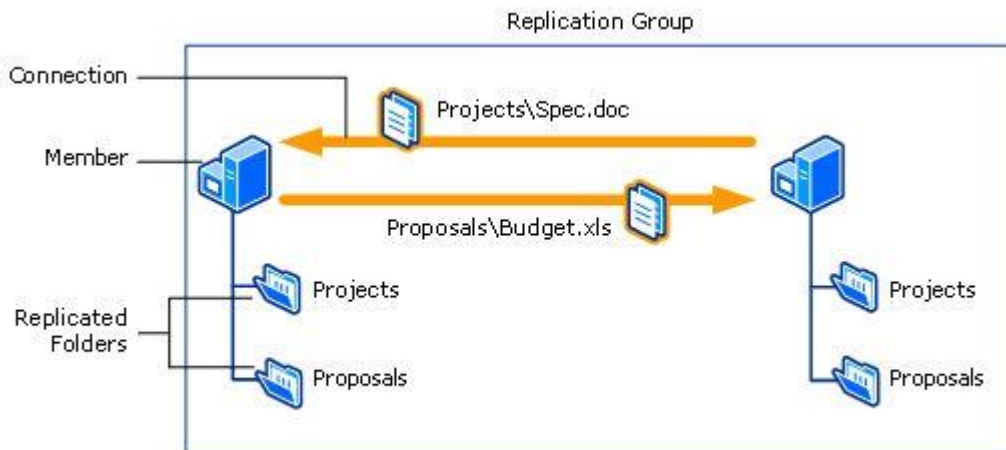 Replication Group
Connection
Projects\Spec.doc
Member
Proposals\Budget.xls
Projects
Projects
Replicated
Folders
Proposals
Proposals